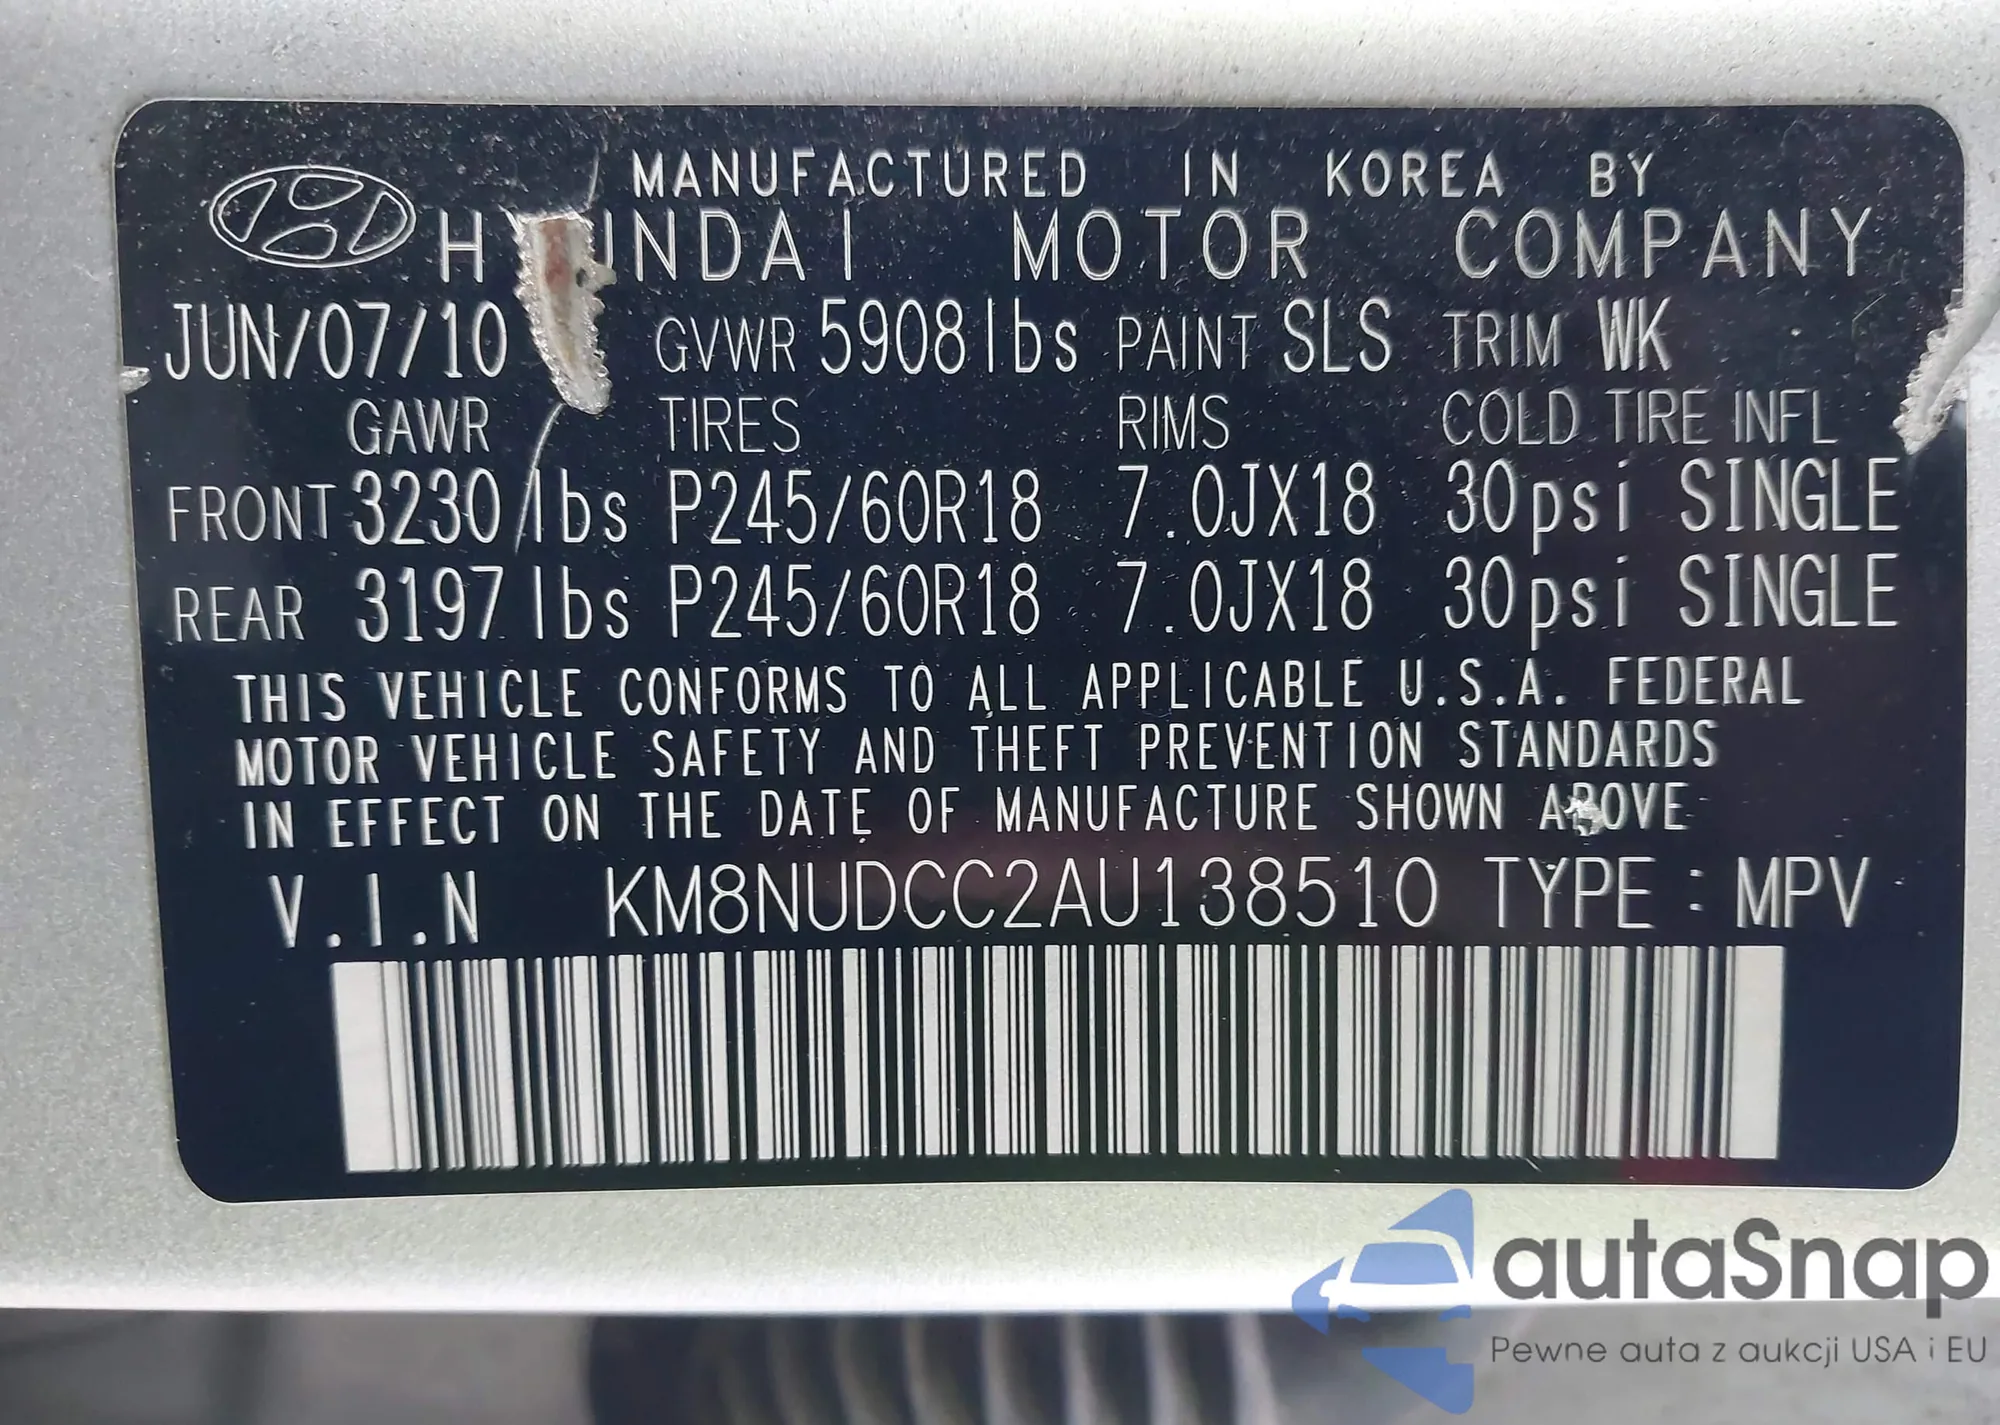 MANUFACTURED IN KOREA BY
HYUNDAI MOTOR COMPANY
JUN/07/10 GVWR 5908lbs PAINT SLS TRIM WK
GAWR TIRES RIMS COLD TIRE INFL
FRONT 3230lbs P245/60R18 7.0JX18 30psi SINGLE
REAR 3197lbs P245/60R18 7.0JX18 30psi SINGLE
THIS VEHICLE CONFORMS TO ALL APPLICABLE U.S.A. FEDERAL
MOTOR VEHICLE SAFETY AND THEFT PREVENTION STANDARDS
IN EFFECT ON THE DATE OF MANUFACTURE SHOWN ABOVE
V.I.N KM8NUDCC2AU138510 TYPE : MPV
autaSnap
Pewne auta z aukcji USA i EU